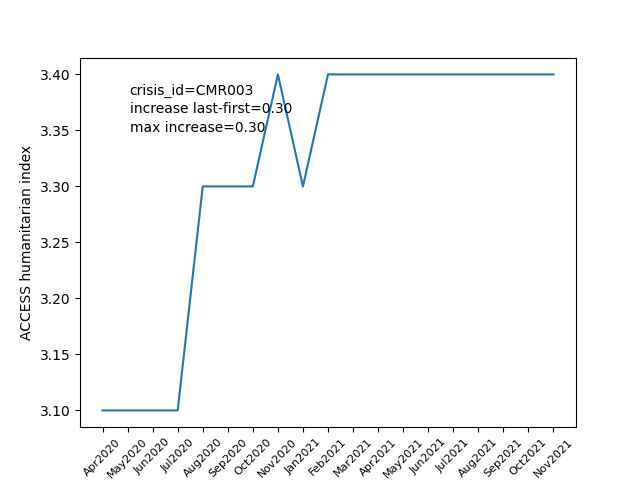 crisis_id=CMR003
increase last-first=0.30
max increase=0.30
ACCESS humanitarian index
3.40
3.35
3.30
3.25
3.20
3.15
3.10
Apr2020
May2020
Jun2020
Jul2020
Aug2020
Sep2020
Oct2020
Nov2020
Jan2021
Feb2021
Mar2021
Apr2021
May2021
Jun2021
Jul2021
Aug2021
Sep2021
Oct2021
Nov2021